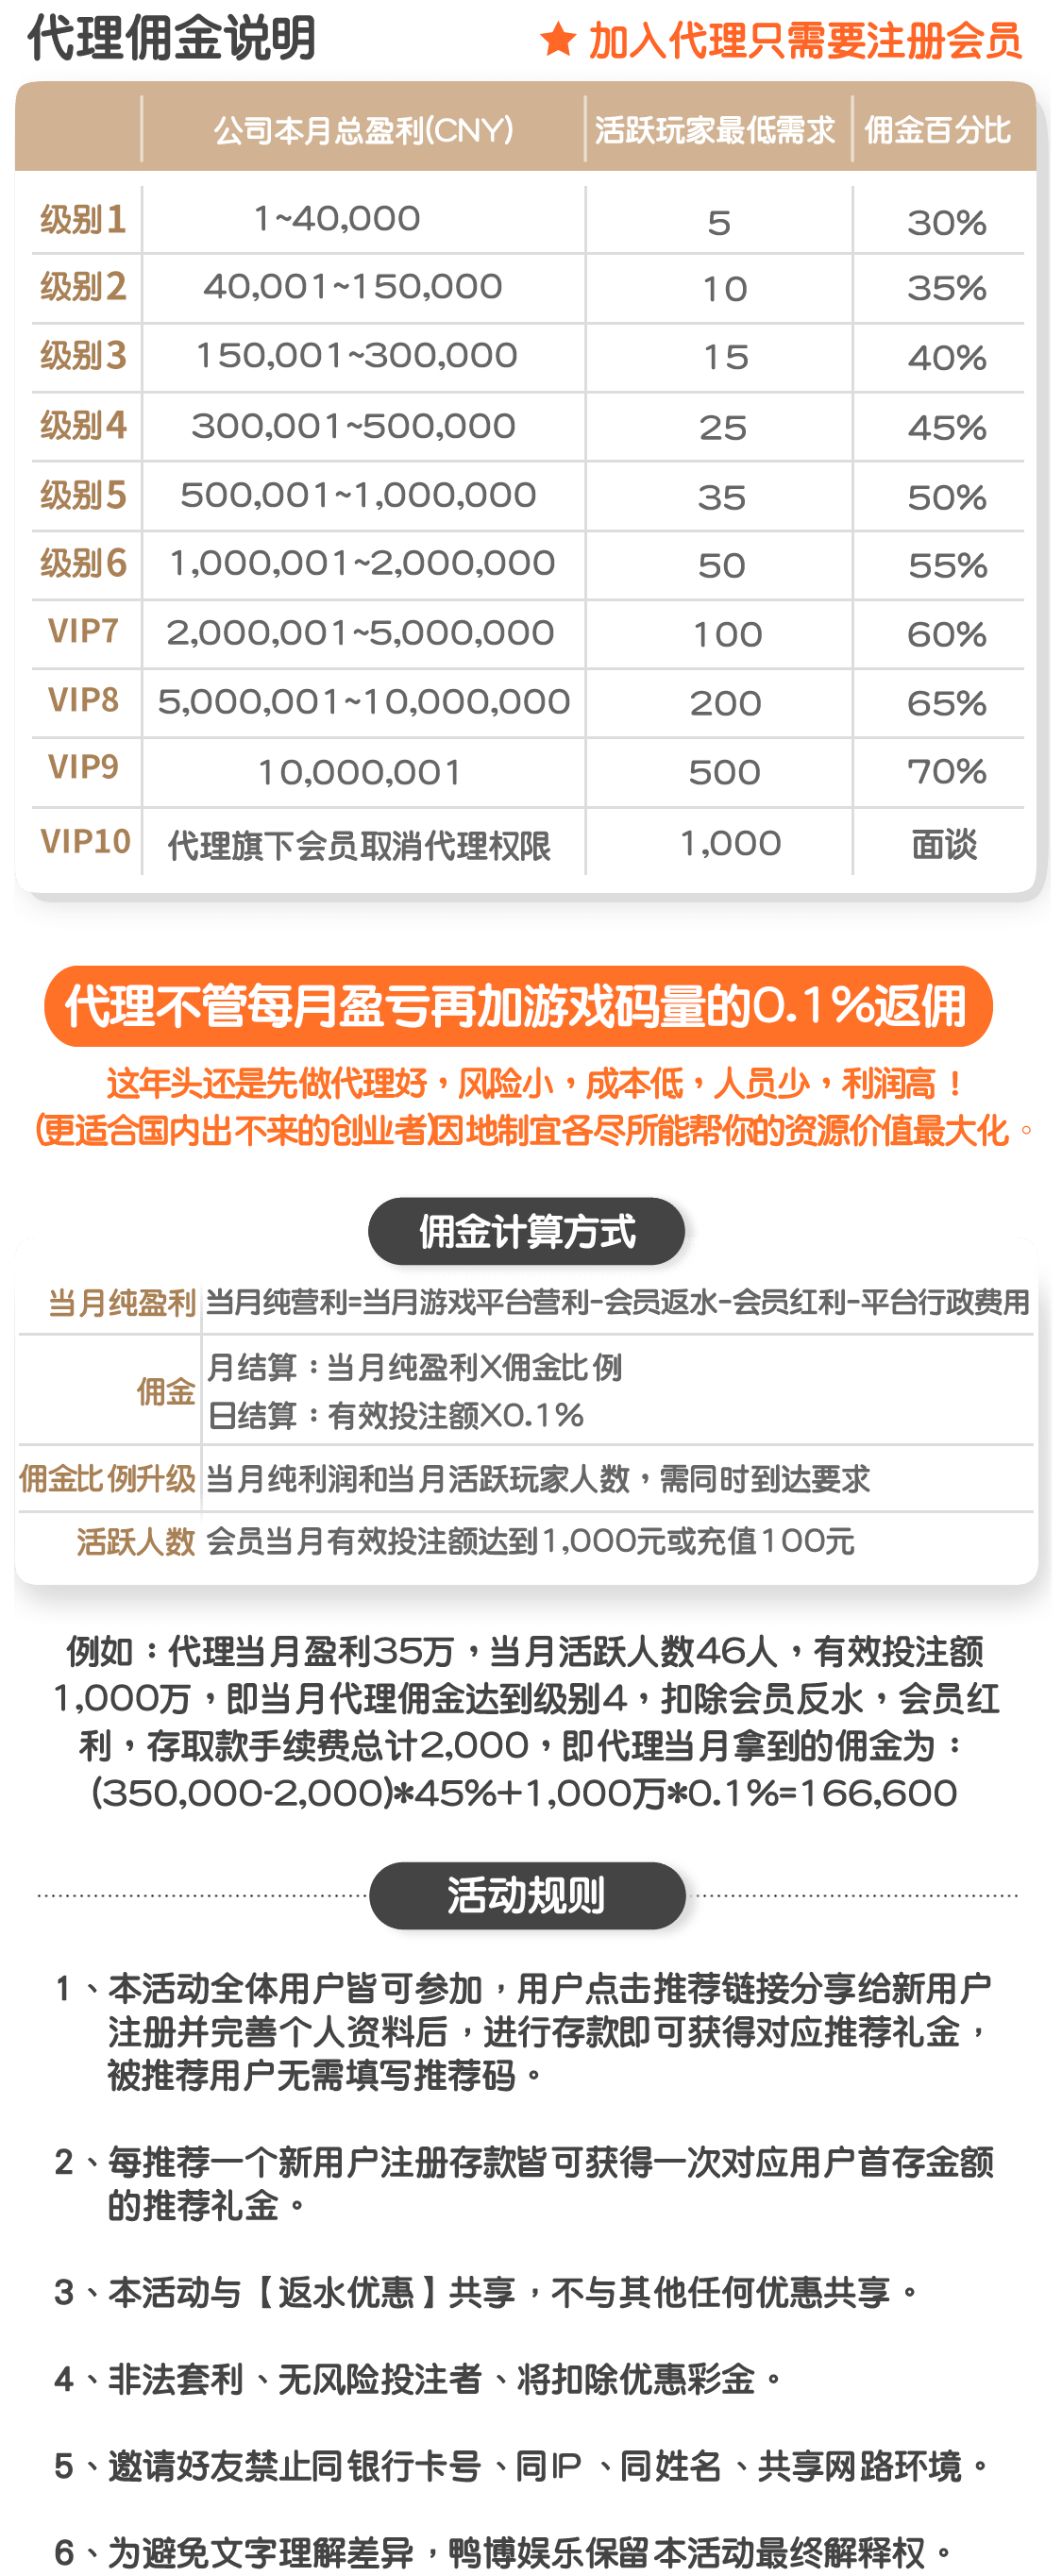 代理佣金说明
★ 加入代理只需要注册会员
公司本月总盈利(CNY) 活跃玩家最低需求 佣金百分比
级别1 1~40,000 5 30%
级别2 40,001~150,000 10 35%
级别3 150,001~300,000 15 40%
级别4 300,001~500,000 25 45%
级别5 500,001~1,000,000 35 50%
级别6 1,000,001~2,000,000 50 55%
VIP7 2,000,001~5,000,000 100 60%
VIP8 5,000,001~10,000,000 200 65%
VIP9 10,000,001 500 70%
VIP10 代理旗下会员取消代理权限 1,000 面谈
代理不管每月盈亏再加游戏码量的0.1%返佣
这年头还是先做代理好，风险小，成本低，人员少，利润高！
(更适合国内出不来的创业者)因地制宜各尽所能帮你的资源价值最大化。
佣金计算方式
当月纯盈利 当月纯营利=当月游戏平台营利-会员返水-会员红利-平台行政费用
佣金 月结算：当月纯盈利X佣金比例
日结算：有效投注额X0.1%
佣金比例升级 当月纯利润和当月活跃玩家人数，需同时到达要求
活跃人数 会员当月有效投注额达到1,000元或充值100元
例如：代理当月盈利35万，当月活跃人数46人，有效投注额
1,000万，即当月代理佣金达到级别4，扣除会员反水，会员红
利，存取款手续费总计2,000，即代理当月拿到的佣金为：
(350,000-2,000)*45%+1,000万*0.1%=166,600
活动规则
1、本活动全体用户皆可参加，用户点击推荐链接分享给新用户
注册并完善个人资料后，进行存款即可获得对应推荐礼金，
被推荐用户无需填写推荐码。
2、每推荐一个新用户注册存款皆可获得一次对应用户首存金额
的推荐礼金。
3、本活动与【返水优惠】共享，不与其他任何优惠共享。
4、非法套利、无风险投注者、将扣除优惠彩金。
5、邀请好友禁止同银行卡号、同IP、同姓名、共享网路环境。
6、为避免文字理解差异，鸭博娱乐保留本活动最终解释权。